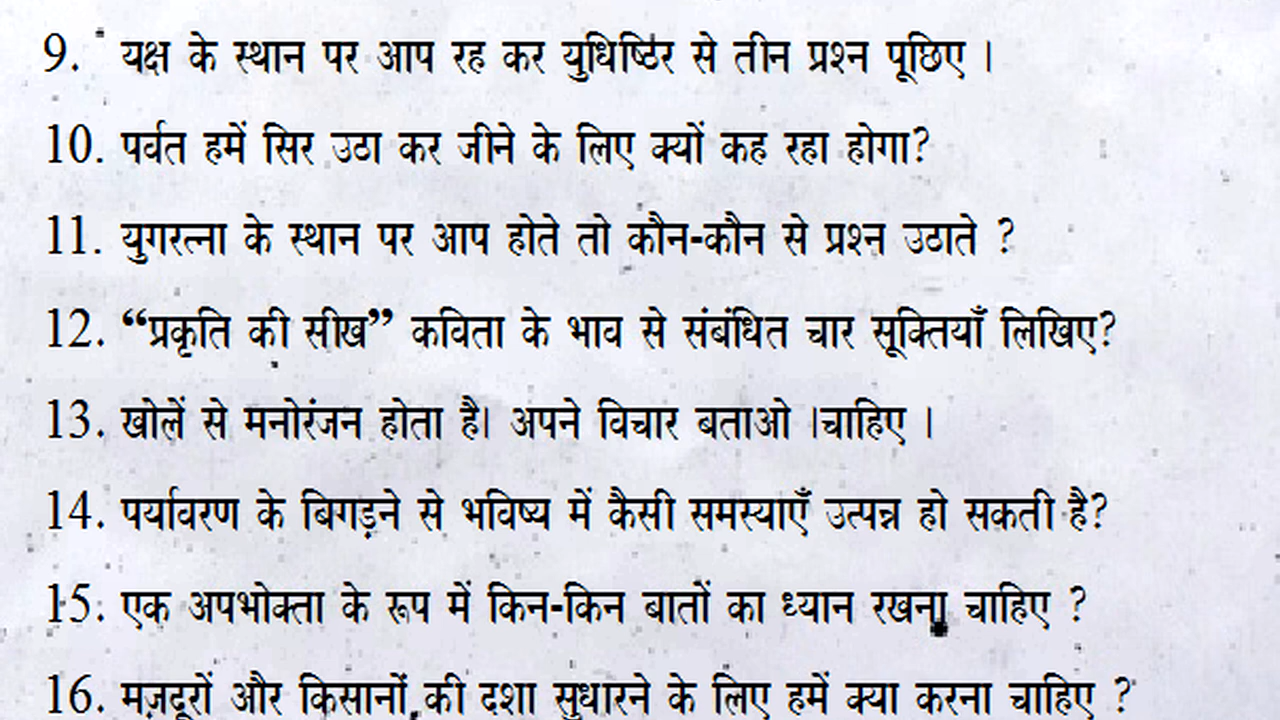 9. यक्ष के स्थान पर आप रह कर युधिष्ठिर से तीन प्रश्न पूछिए ।
10. पर्वत हमें सिर उठा कर जीने के लिए क्यों कह रहा होगा?
11. युगरत्ना के स्थान पर आप होते तो कौन-कौन से प्रश्न उठाते ?
12. “प्रकृति की सीख” कविता के भाव से संबंधित चार सूक्तियाँ लिखिए?
13. खोलें से मनोरंजन होता है। अपने विचार बताओ ।चाहिए ।
14. पर्यावरण के बिगड़ने से भविष्य में कैसी समस्याएँ उत्पन्न हो सकती है?
15. एक अपभोक्ता के रूप में किन-किन बातों का ध्यान रखना चाहिए ?
16. मज़दूरों और किसानों की दशा सुधारने के लिए हमें क्या करना चाहिए ?